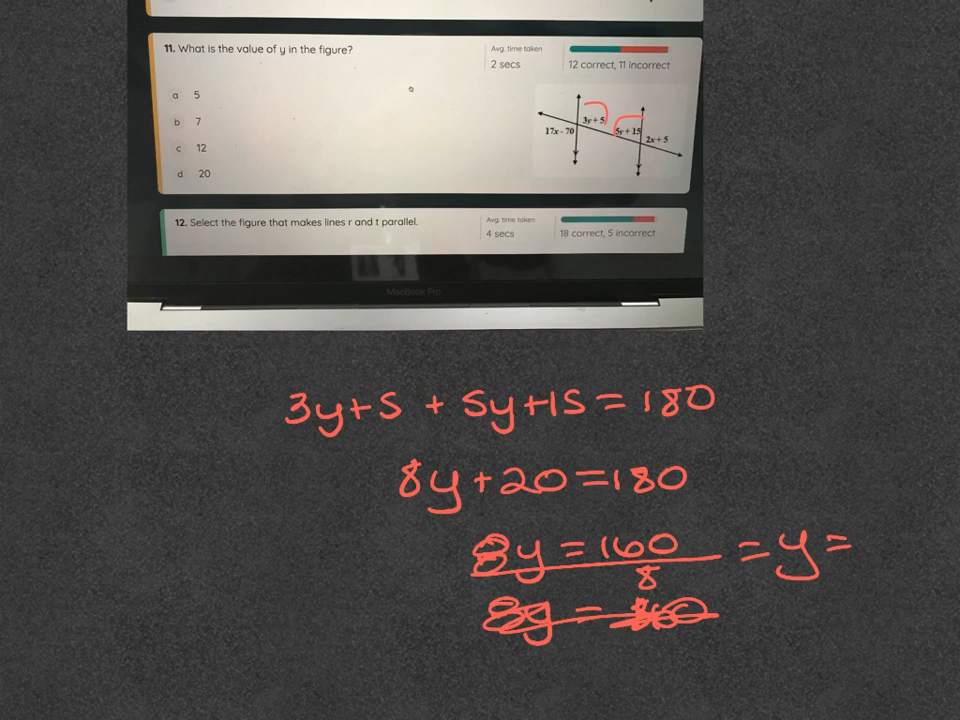 11. What is the value of y in the figure?
Avg. time taken
2 secs
12 correct, 11 incorrect
a 5
b 7
c 12
d 20
17x - 70
3y + 5
5y + 15
2x + 5
12. Select the figure that makes lines r and t parallel.
Avg. time taken
4 secs
18 correct, 5 incorrect
MacBook Pro
3y+5 + 5y+15 = 180
8y+20=180
8y = 160 = y =
8
8y =